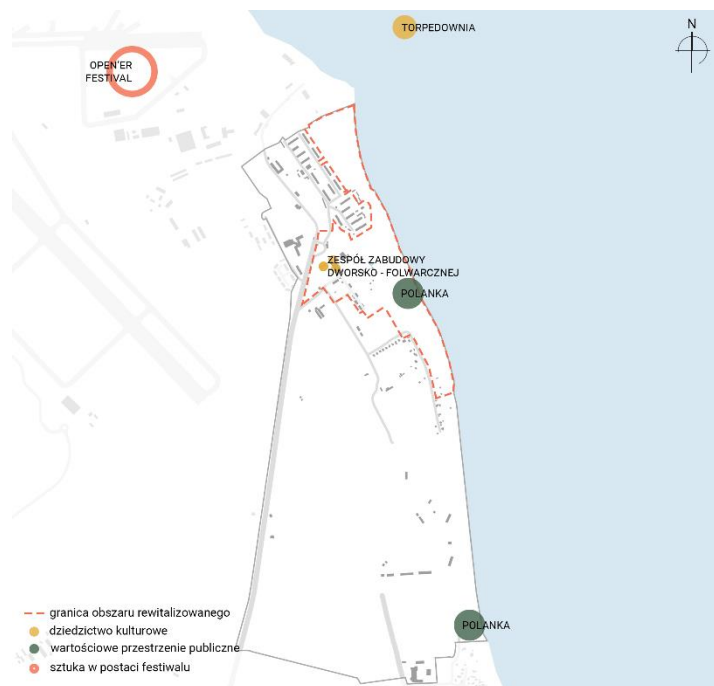 TORPEDOWNIA
N
OPEN'ER
FESTIVAL
ZESPÓŁ ZABUDOWY
DWORSKO - FOLWARCZNEJ
POLANKA
POLANKA
granica obszaru rewitalizowanego
dziedzictwo kulturowe
wartościowe przestrzenie publiczne
sztuka w postaci festiwalu